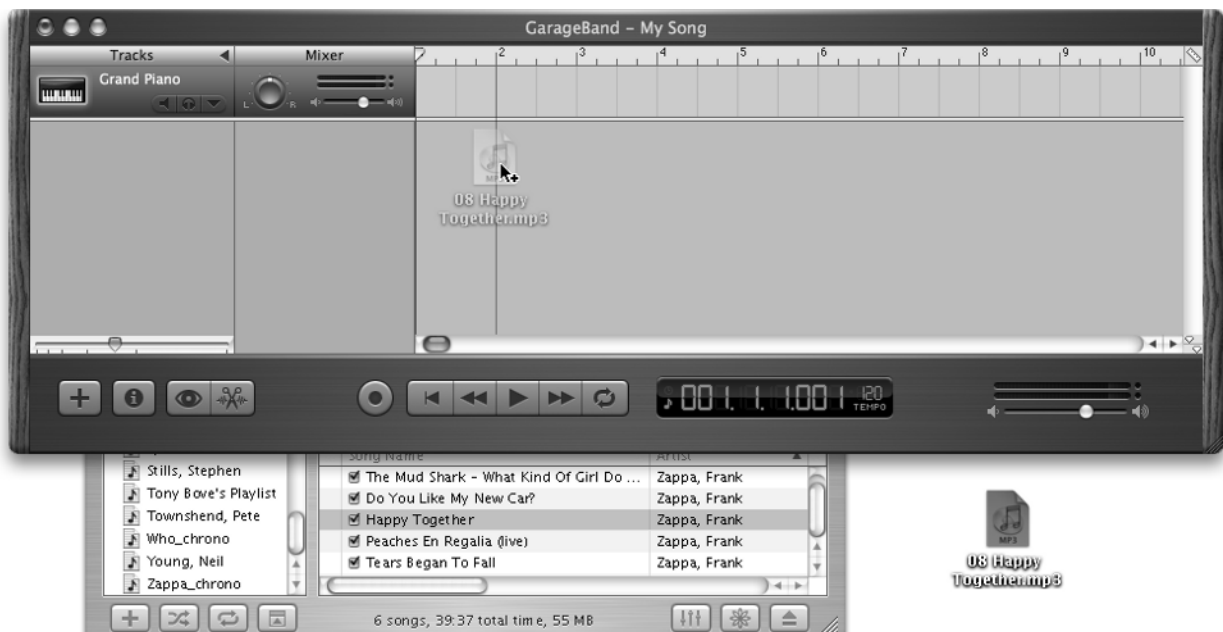 GarageBand – My Song
Tracks Mixer 2 3 4 5 6 7 8 9 10
Grand Piano
L R
MP3
08 Happy
Together.mp3
001. 1. 1.001 120
TEMPO
Song Name Artist
Stills, Stephen
Tony Bove's Playlist
Townshend, Pete
Who_chrono
Young, Neil
Zappa_chrono
The Mud Shark – What Kind Of Girl Do ... Zappa, Frank
Do You Like My New Car? Zappa, Frank
Happy Together Zappa, Frank
Peaches En Regalia (live) Zappa, Frank
Tears Began To Fall Zappa, Frank
6 songs, 39:37 total time, 55 MB
MP3
08 Happy
Together.mp3